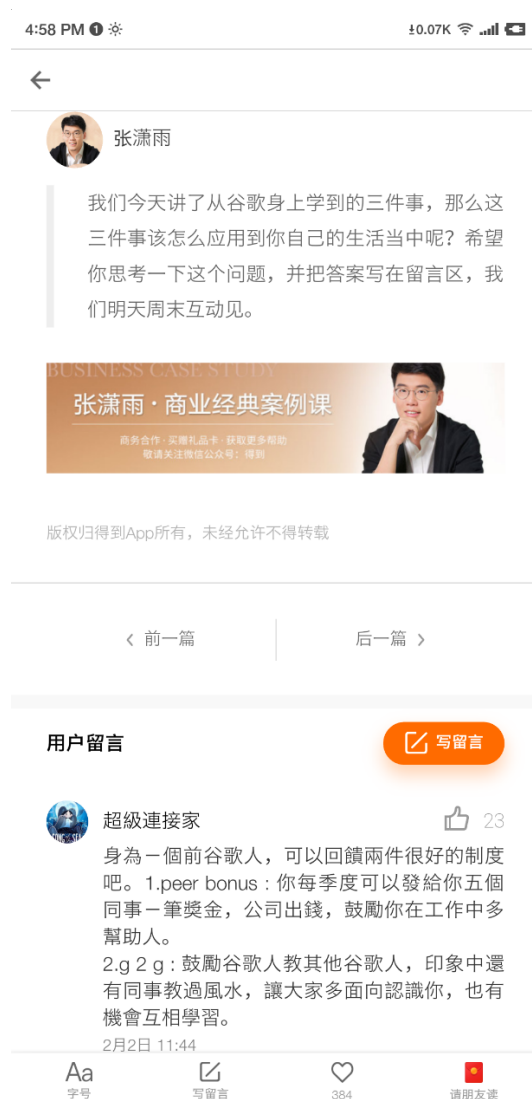 4:58 PM 1 0.07K
张潇雨
我们今天讲了从谷歌身上学到的三件事，那么这
三件事该怎么应用到你自己的生活当中呢？希望
你思考一下这个问题，并把答案写在留言区，我
们明天周末互动见。
BUSINESS CASE STUDY
张潇雨·商业经典案例课
商务合作·买赠礼品卡·获取更多帮助
敬请关注微信公众号：得到
版权归得到App所有，未经允许不得转载
前一篇
后一篇
用户留言
写留言
超級連接家
23
身為一個前谷歌人，可以回饋兩件很好的制度
吧。1.peer bonus : 你每季度可以發給你五個
同事一筆獎金，公司出錢，鼓勵你在工作中多
幫助人。
2.g 2 g : 鼓勵谷歌人教其他谷歌人，印象中還
有同事教過風水，讓大家多面向認識你，也有
機會互相學習。
2月2日 11:44
Aa
字号
写留言
384
请朋友读